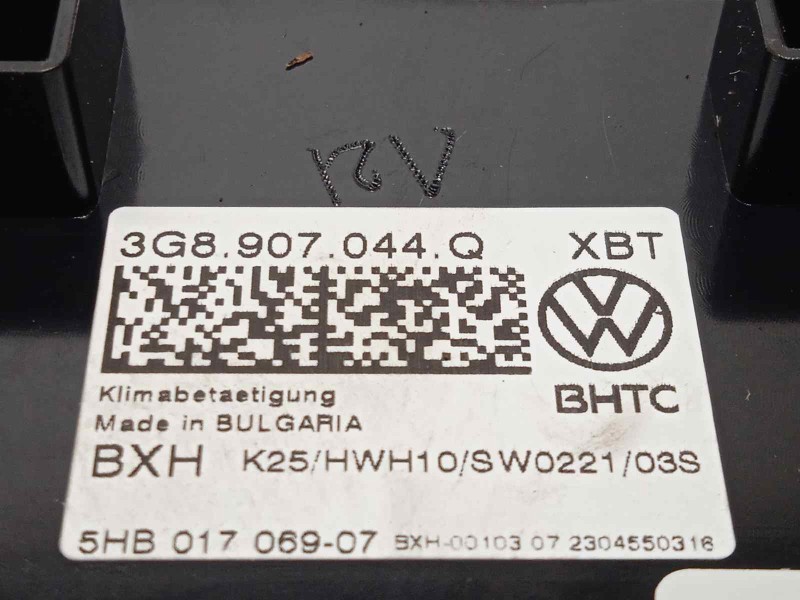 3G8.907.044.Q XBT
BHTC
Klimabetaetigung
Made in BULGARIA
BXH K25/HWH10/SW0221/03S
5HB 017 069-07 BXH-00103 07 2304550316